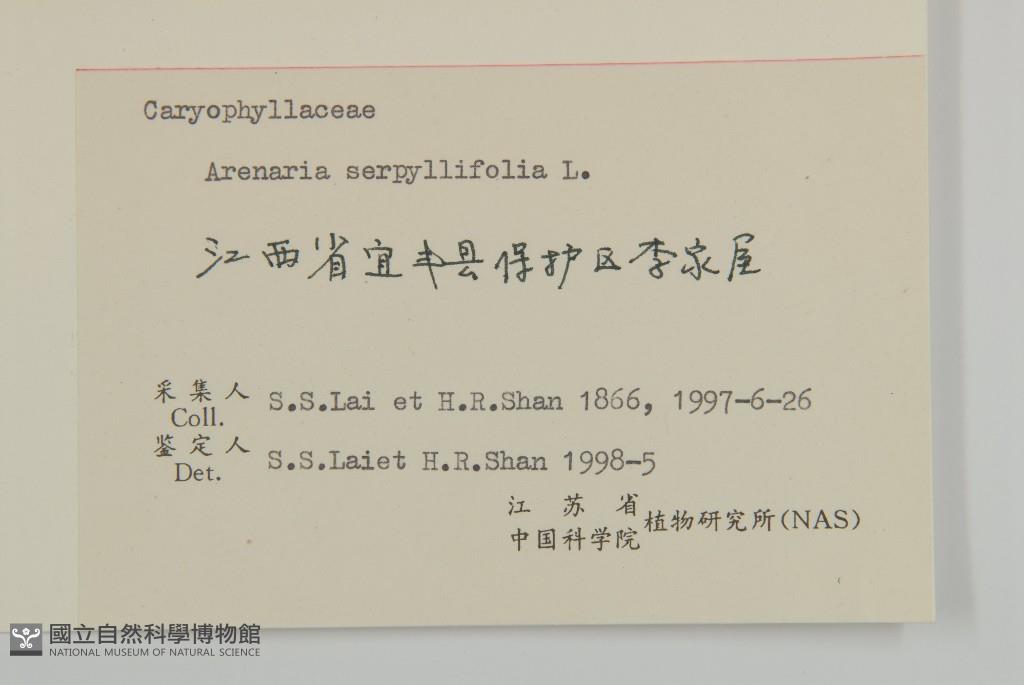 Caryophyllaceae
Arenaria serpyllifolia L.
江西省宜丰县保护区李家屋
采集人 Coll. S.S.Lai et H.R.Shan 1866, 1997-6-26
鉴定人 Det. S.S.Laiet H.R.Shan 1998-5
江苏省
中国科学院 植物研究所(NAS)
國立自然科學博物館
NATIONAL MUSEUM OF NATURAL SCIENCE